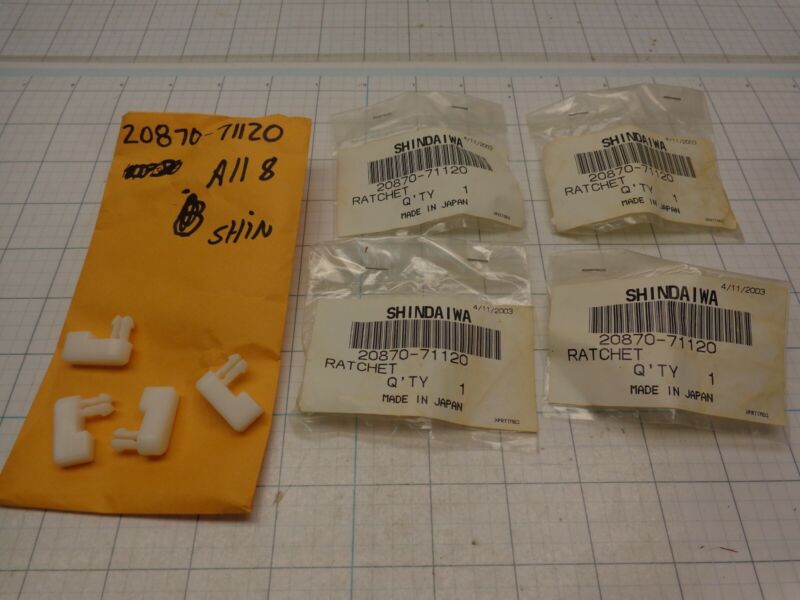 20870-71120
All 8
SHIN
SHINDAIWA 4/11/2003
20870-71120
RATCHET
Q'TY 1
MADE IN JAPAN
SHINDAIWA 4/11/2003
20870-71120
RATCHET
Q'TY 1
MADE IN JAPAN
SHINDAIWA 4/11/2003
20870-71120
RATCHET
Q'TY 1
MADE IN JAPAN
SHINDAIWA 4/11/2003
20870-71120
RATCHET
Q'TY 1
MADE IN JAPAN